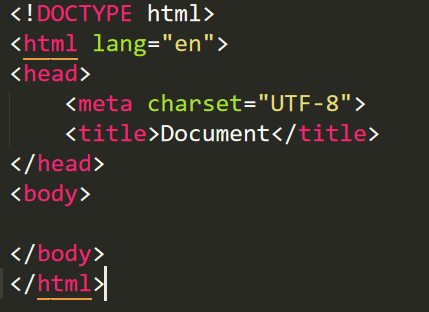 <!DOCTYPE html>
<html lang="en">
<head>
    <meta charset="UTF-8">
    <title>Document</title>
</head>
<body>

</body>
</html>